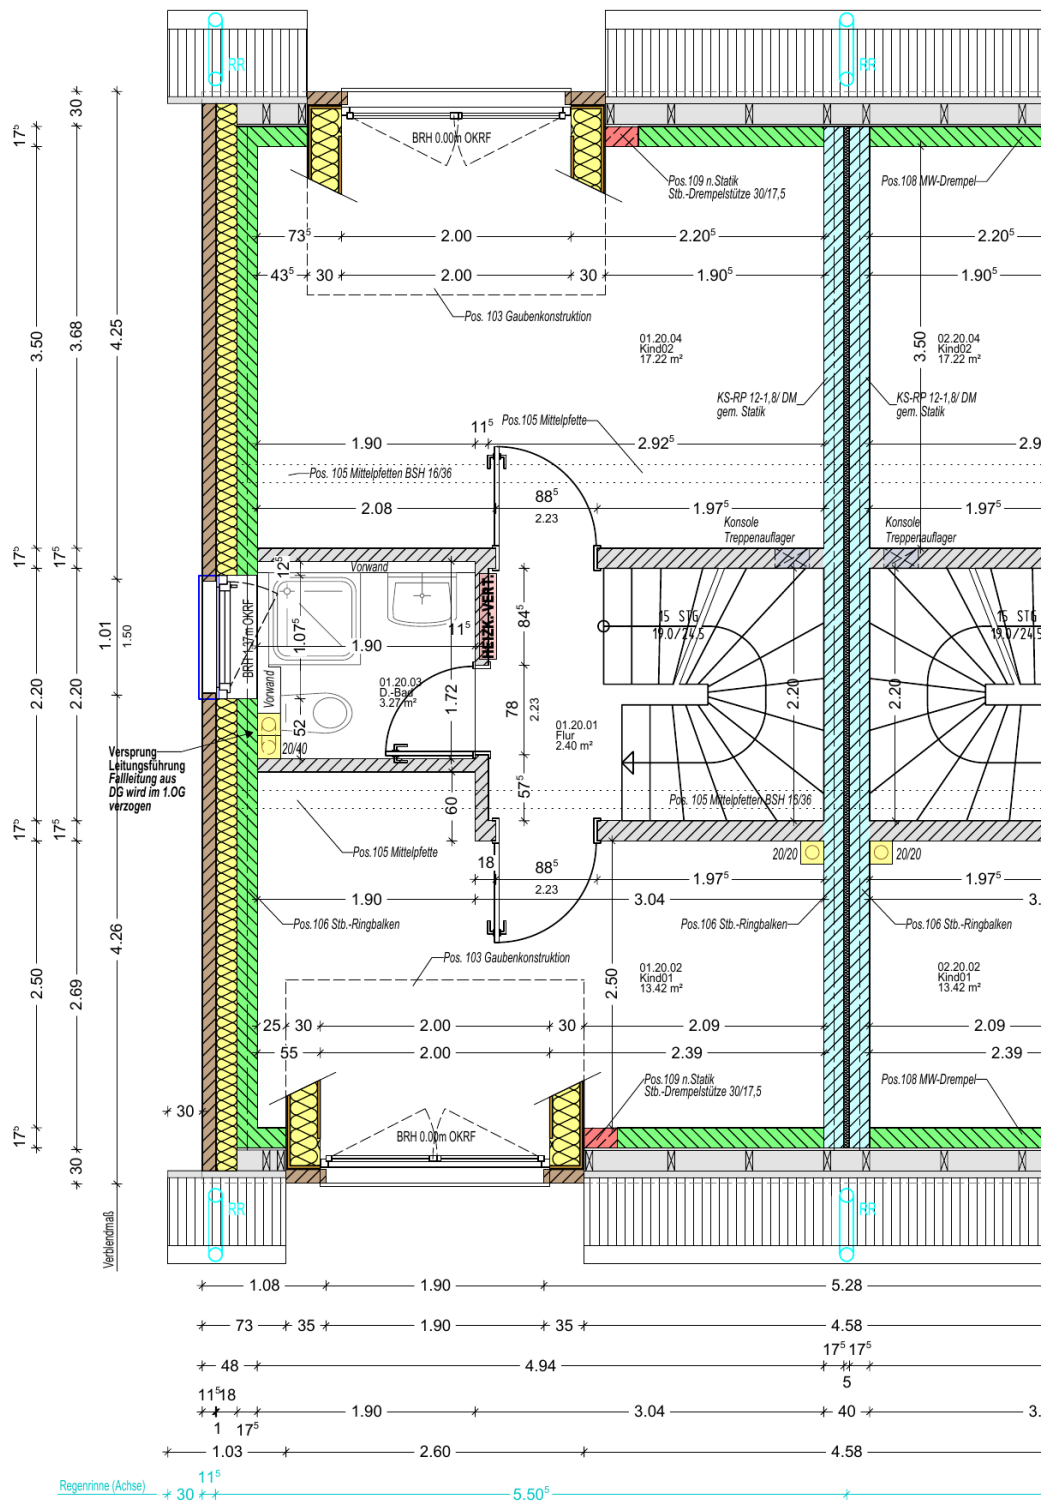 RR
RR
30
17⁵
BRH 0.00m OKRF
Pos.109 n.Statik
Stb.-Drempelstütze 30/17,5
Pos.108 MW-Drempel
73⁵
2.00
2.20⁵
2.20⁵
43⁵
30
2.00
30
1.90⁵
1.90⁵
Pos. 103 Gaubenkonstruktion
3.50
3.68
4.25
3.50
01.20.04
Kind02
17.22 m²
02.20.04
Kind02
17.22 m²
KS-RP 12-1,8/ DM
gem. Statik
KS-RP 12-1,8/ DM
gem. Statik
11⁵
Pos.105 Mittelpfette
1.90
2.92⁵
2.9
Pos. 105 Mittelpfetten BSH 16/36
2.08
88⁵
2.23
1.97⁵
1.97⁵
Konsole
Treppenauflager
Konsole
Treppenauflager
17⁵
17⁵
12⁵
Vorwand
HEIZK.-VERT.
84⁵
11⁵
15 STG
19.0/24.5
15 STG
19.0/24.5
1.01
1.50
BRH 1.37m OKRF
1.07⁵
1.90
2.20
2.20
Vorwand
01.20.03
D.-Bad
3.27 m²
1.72
78
2.23
01.20.01
Flur
2.40 m²
2.20
2.20
52
20/40
Versprung
Leitungsführung
Fallleitung aus
DG wird im 1.OG
verzogen
60
57⁵
Pos. 105 Mittelpfetten BSH 16/36
17⁵
17⁵
Pos.105 Mittelpfette
18
88⁵
2.23
20/20
20/20
1.97⁵
1.97⁵
1.90
3.04
3.
Pos.106 Stb.-Ringbalken
Pos.106 Stb.-Ringbalken
Pos.106 Stb.-Ringbalken
4.26
Pos. 103 Gaubenkonstruktion
2.50
2.69
2.50
01.20.02
Kind01
13.42 m²
02.20.02
Kind01
13.42 m²
25
30
2.00
30
2.09
2.09
55
2.00
2.39
2.39
Pos.109 n.Statik
Stb.-Drempelstütze 30/17,5
Pos.108 MW-Drempel
30
17⁵
BRH 0.00m OKRF
30
RR
RR
Verblendmaß
1.08
1.90
5.28
73
35
1.90
35
4.58
17⁵
17⁵
48
4.94
5
11⁵
18
1
17⁵
1.90
3.04
40
3.
1.03
2.60
4.58
Regenrinne (Achse)
11⁵
30
5.50⁵